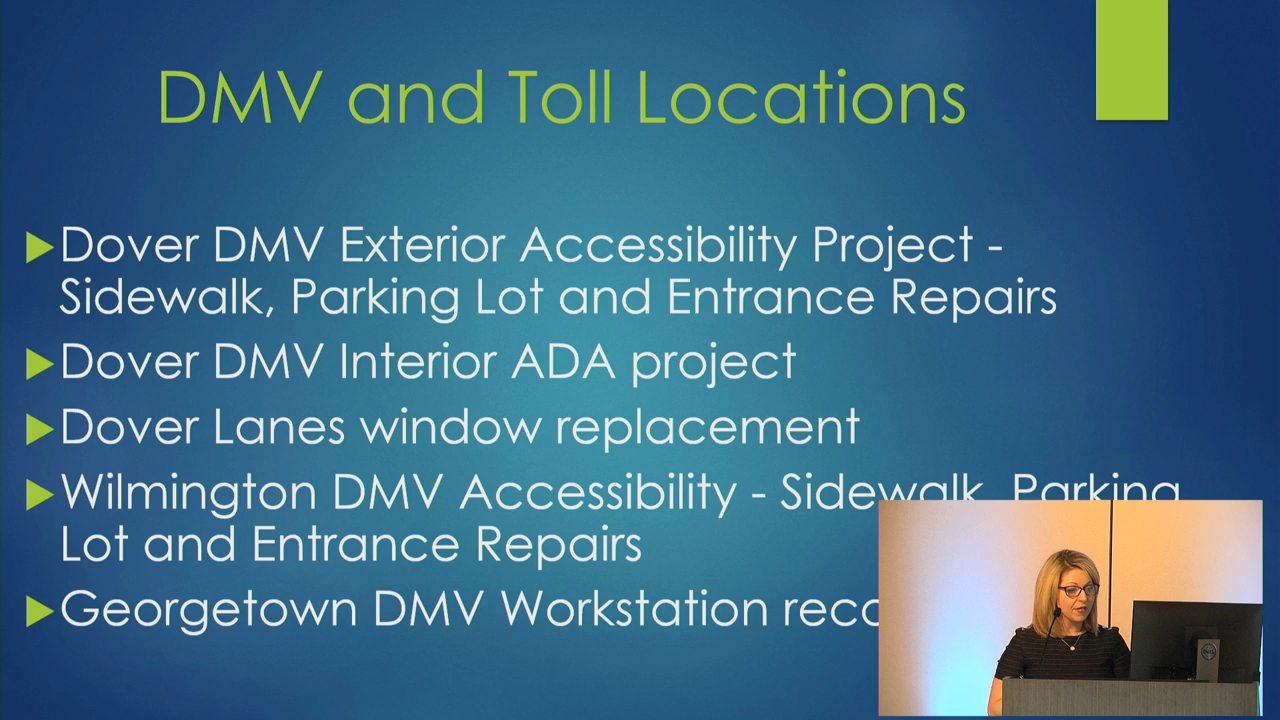 DMV and Toll Locations
Dover DMV Exterior Accessibility Project -
Sidewalk, Parking Lot and Entrance Repairs
Dover DMV Interior ADA project
Dover Lanes window replacement
Wilmington DMV Accessibility - Sidewalk, Parking
Lot and Entrance Repairs
Georgetown DMV Workstation
DELL